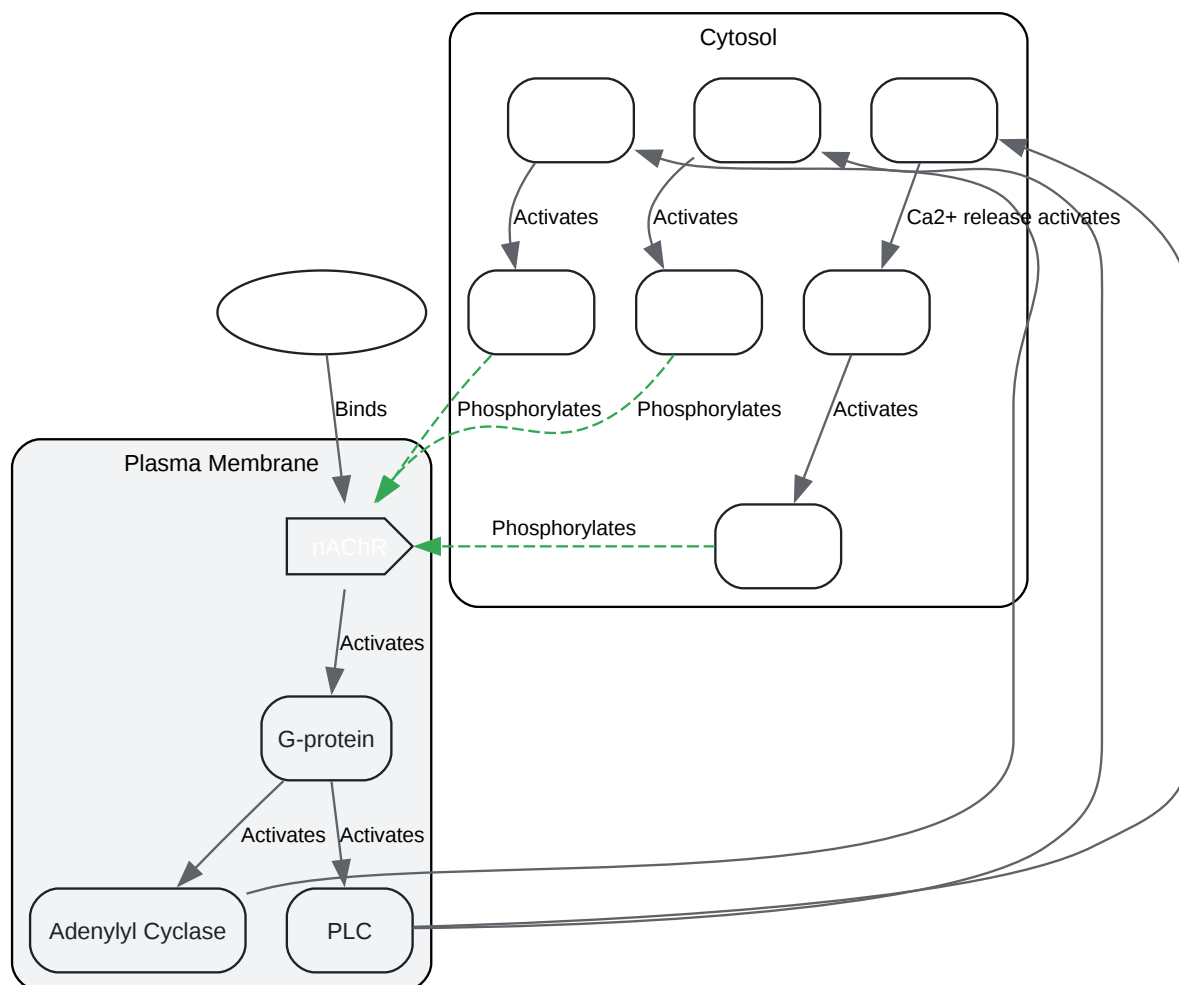 Cytosol
Activates
Activates
Ca2+ release activates
Binds
Phosphorylates
Phosphorylates
Activates
Plasma Membrane
nAChR
Phosphorylates
Activates
G-protein
Activates
Activates
Adenylyl Cyclase
PLC